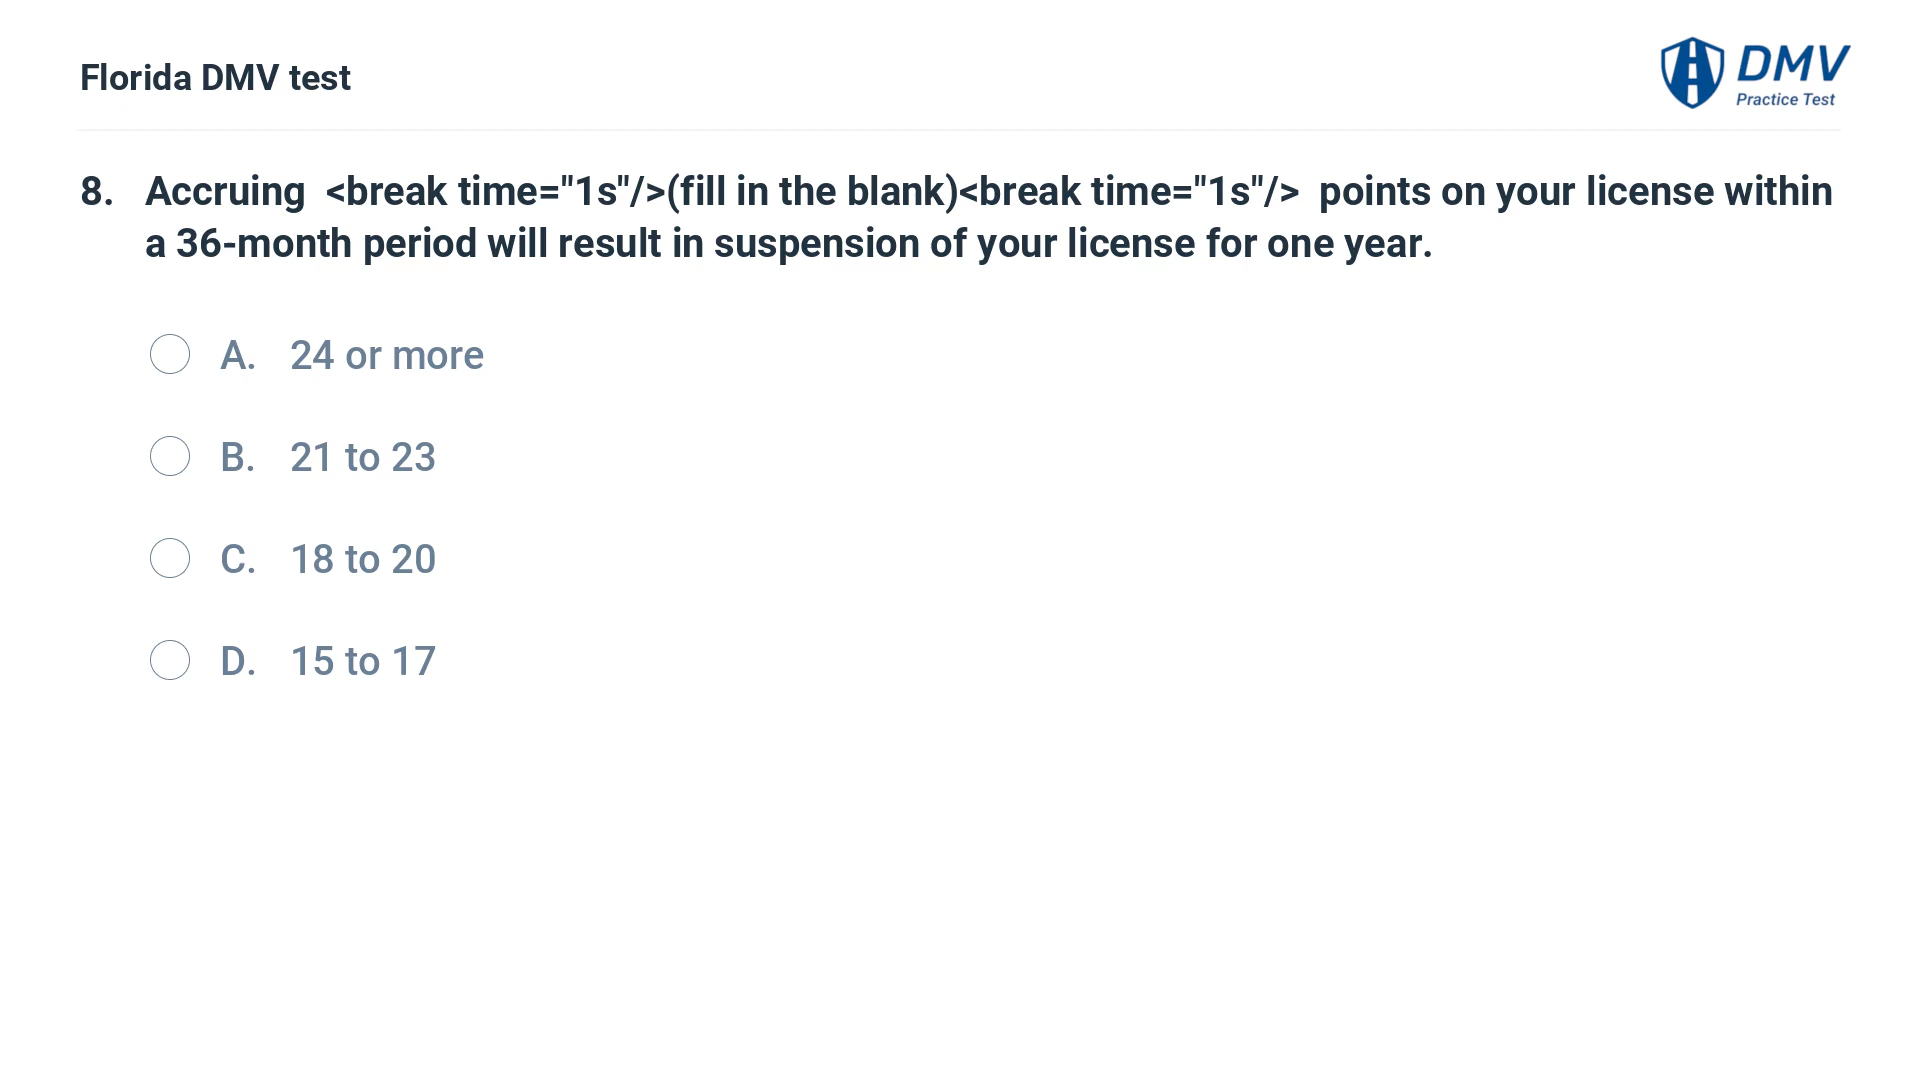 Florida DMV test
DMV
Practice Test
8. Accruing <break time="1s"/>(fill in the blank)<break time="1s"/> points on your license within
a 36-month period will result in suspension of your license for one year.
A. 24 or more
B. 21 to 23
C. 18 to 20
D. 15 to 17